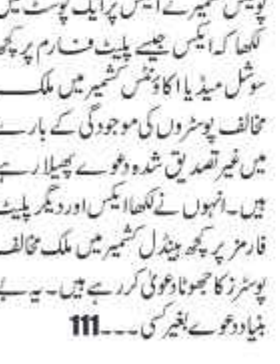 پولیس کشمیر نے ایکس پر ایک پوسٹ میں
لکھا کہ ایکس جیسے پلیٹ فارم پر کچھ
سوشل میڈیا اکاؤنٹس کشمیر میں ملک
مخالف پوسٹروں کی موجودگی کے بارے
میں غیر تصدیق شدہ دعوے پھیلا رہے
ہیں۔انہوں نے لکھا ایکس اور دیگر پلیٹ
فارمز پر کچھ ہینڈل کشمیر میں ملک مخالف
پوسٹرز کا جھوٹا دعویٰ کر رہے ہیں۔ یہ بے
بنیاد دعوے بغیر کسی ۔۔۔111